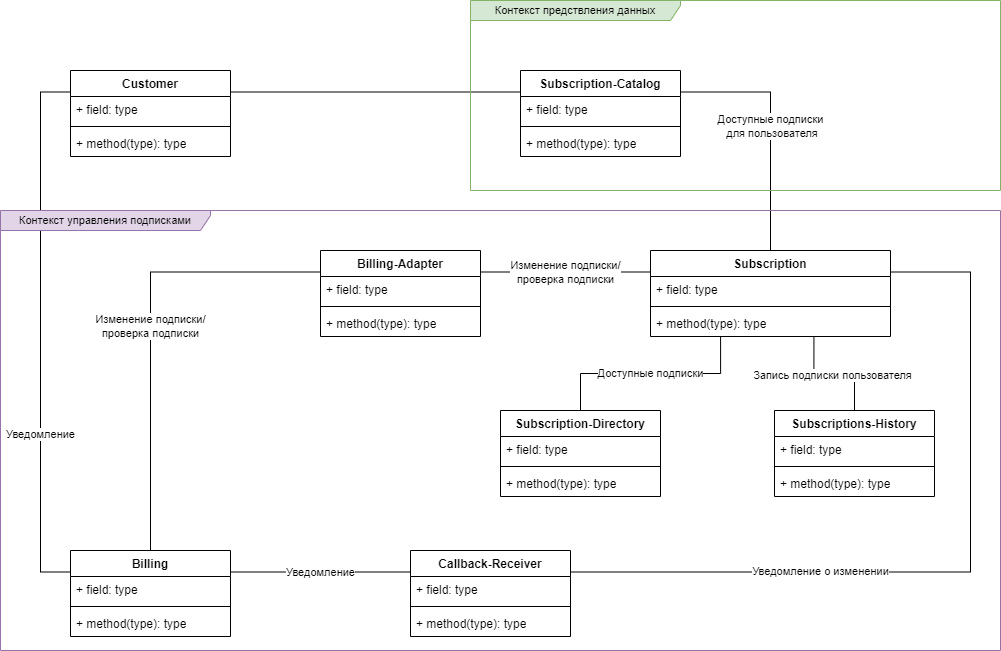 Контекст предствления данных
Customer
+ field: type
+ method(type): type
Subscription-Catalog
+ field: type
+ method(type): type
Доступные подписки
для пользователя
Контекст управления подписками
Billing-Adapter
+ field: type
+ method(type): type
Изменение подписки/
проверка подписки
Subscription
+ field: type
+ method(type): type
Изменение подписки/
проверка подписки
Доступные подписки
Запись подписки пользователя
Subscription-Directory
+ field: type
+ method(type): type
Subscriptions-History
+ field: type
+ method(type): type
Уведомление
Billing
+ field: type
+ method(type): type
Уведомление
Callback-Receiver
+ field: type
+ method(type): type
Уведомление о изменении